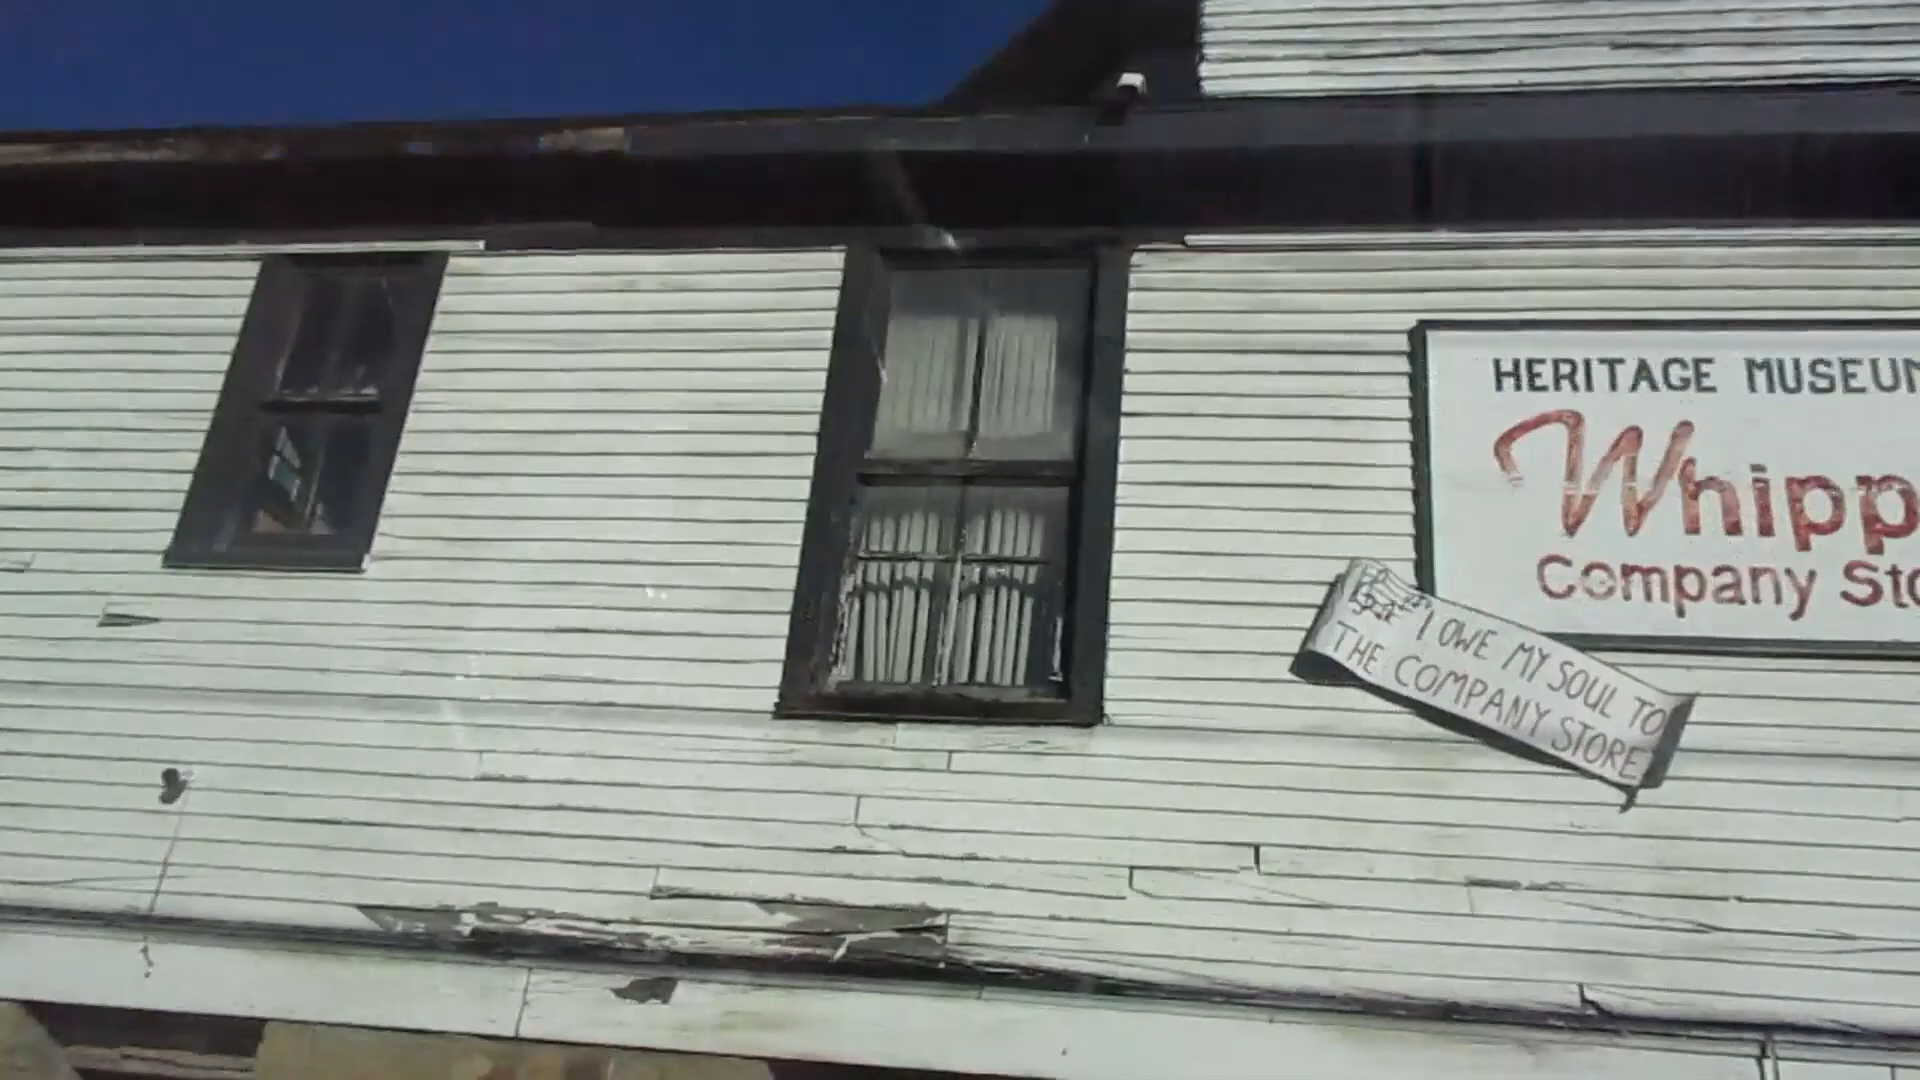 HERITAGE MUSEUM
Whipp
Company Sto
"I OWE MY SOUL TO
THE COMPANY STORE